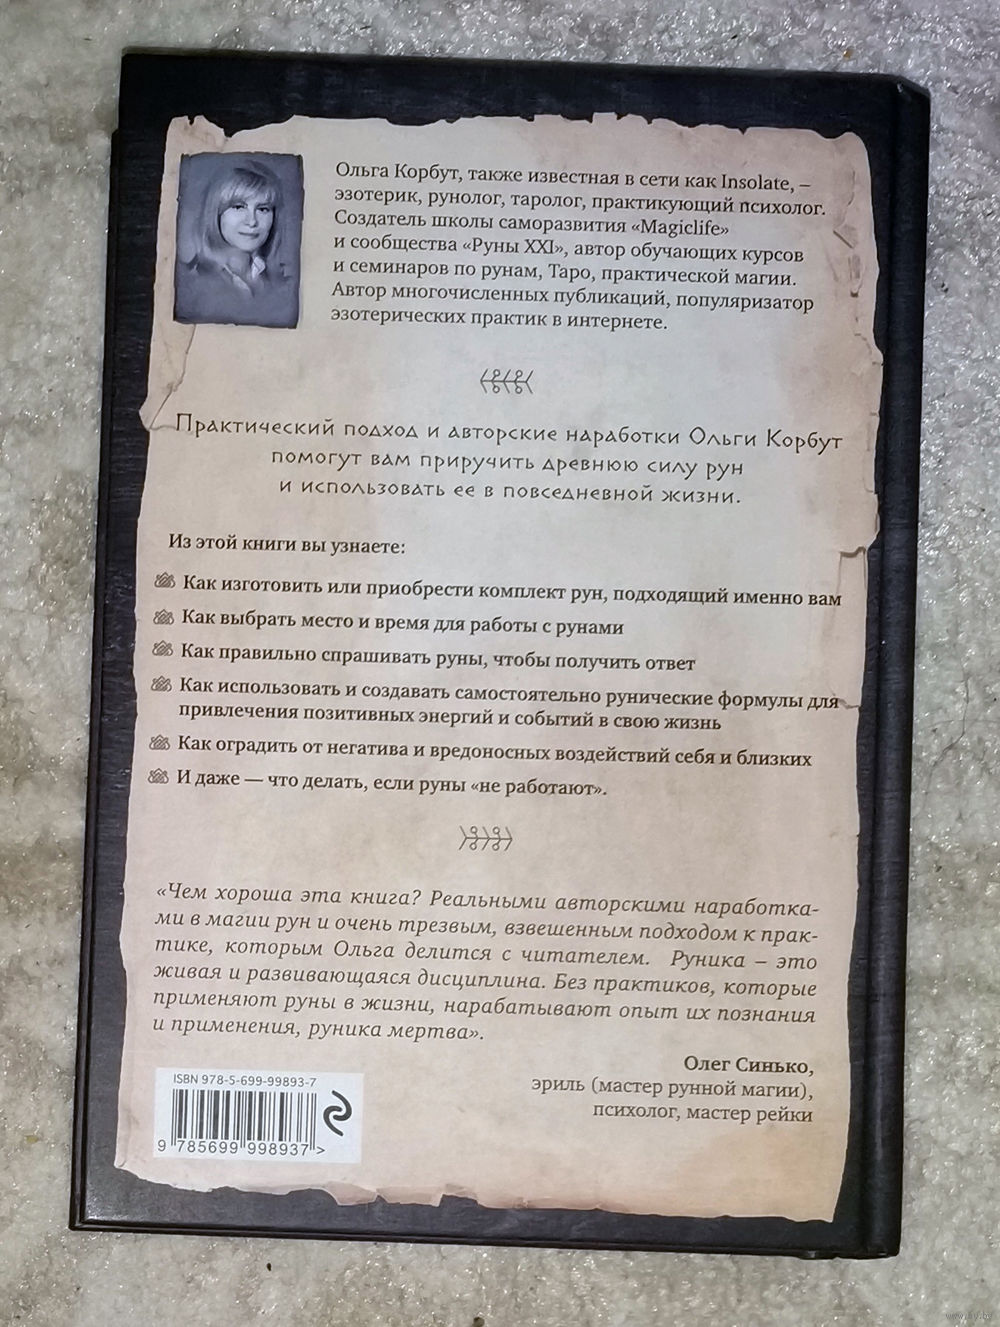 Ольга Корбут, также известная в сети как Insolate, –
эзотерик, рунолог, таролог, практикующий психолог.
Создатель школы саморазвития «Magiclife»
и сообщества «Руны XXI», автор обучающих курсов
и семинаров по рунам, Таро, практической магии.
Автор многочисленных публикаций, популяризатор
эзотерических практик в интернете.
Практический подход и авторские наработки Ольги Корбут
помогут вам приручить древнюю силу рун
и использовать ее в повседневной жизни.
Из этой книги вы узнаете:
Как изготовить или приобрести комплект рун, подходящий именно вам
Как выбрать место и время для работы с рунами
Как правильно спрашивать руны, чтобы получить ответ
Как использовать и создавать самостоятельно рунические формулы для
привлечения позитивных энергий и событий в свою жизнь
Как оградить от негатива и вредоносных воздействий себя и близких
И даже — что делать, если руны «не работают».
«Чем хороша эта книга? Реальными авторскими наработка-
ми в магии рун и очень трезвым, взвешенным подходом к прак-
тике, которым Ольга делится с читателем. Руника – это
живая и развивающаяся дисциплина. Без практиков, которые
применяют руны в жизни, нарабатывают опыт их познания
и применения, руника мертва».
Олег Синько,
эриль (мастер рунной магии),
психолог, мастер рейки
ISBN 978-5-699-99893-7
9 785699 998937 >